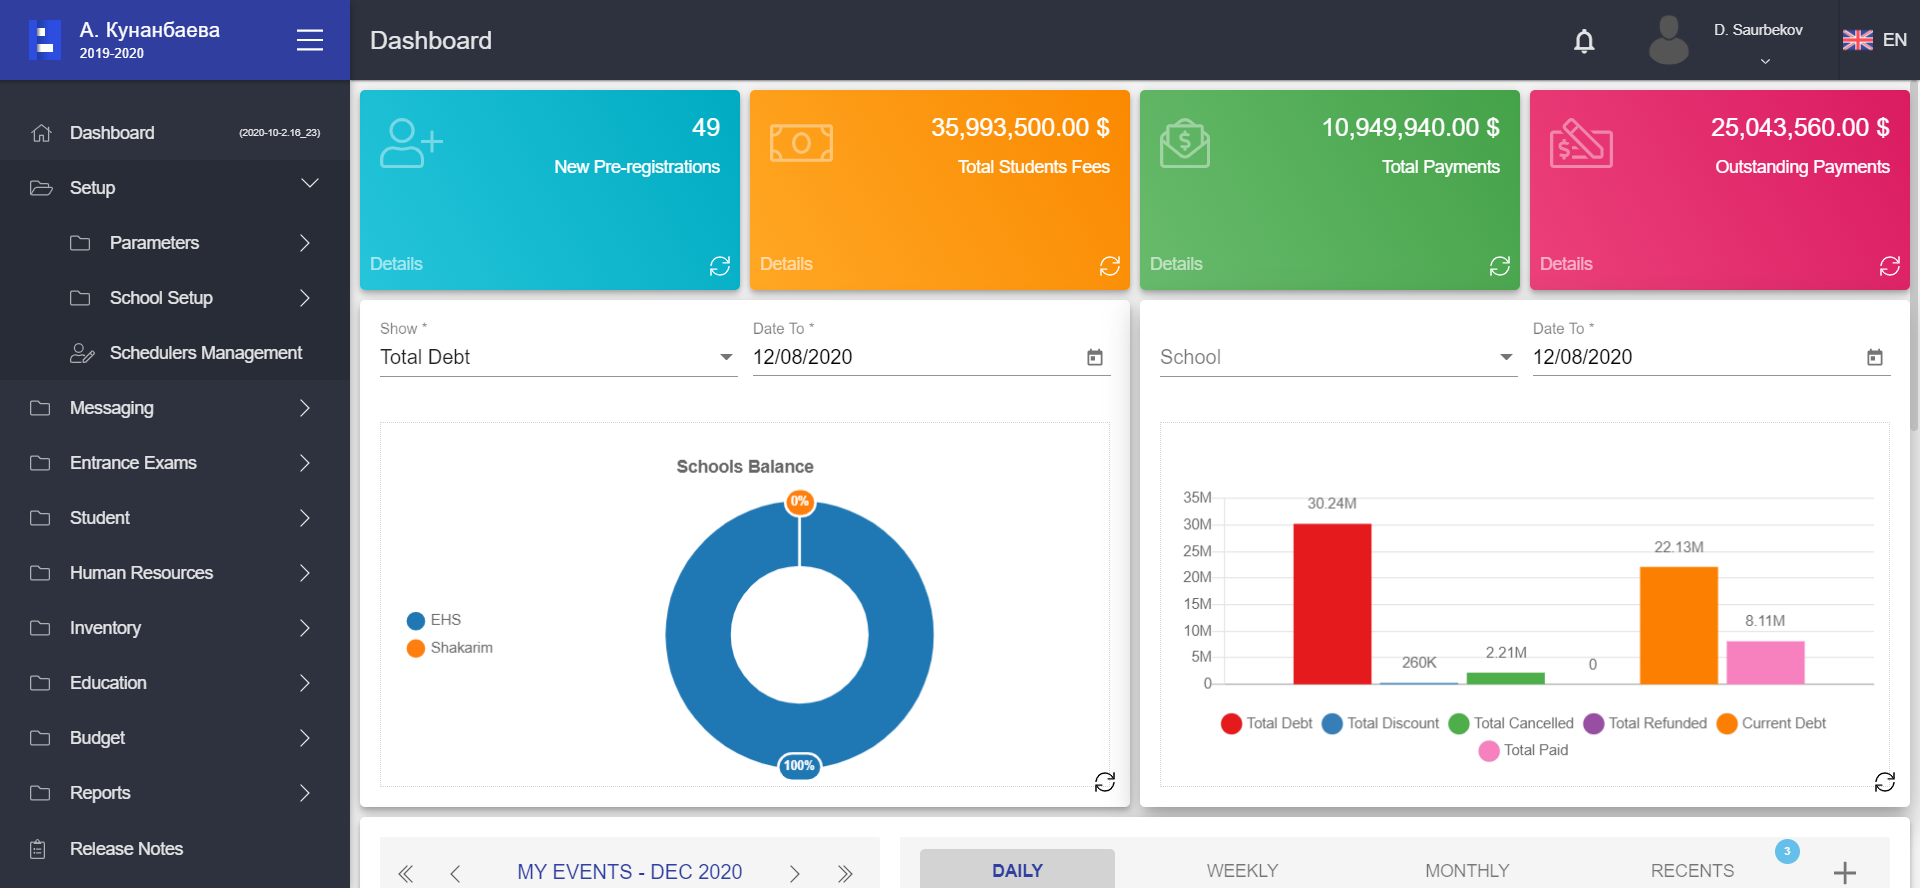 А. Кунанбаева
2019-2020
Dashboard
D. Saurbekov
EN
Dashboard
(2020-10-2.16_23)
Setup
Parameters
School Setup
Schedulers Management
Messaging
Entrance Exams
Student
Human Resources
Inventory
Education
Budget
Reports
Release Notes
49
New Pre-registrations
Details
35,993,500.00 $
Total Students Fees
Details
10,949,940.00 $
Total Payments
Details
25,043,560.00 $
Outstanding Payments
Details
Show *
Total Debt
Date To *
12/08/2020
Schools Balance
0%
EHS
Shakarim
100%
School
Date To *
12/08/2020
35M
30M
25M
20M
15M
10M
5M
0
30.24M
260K
2.21M
0
22.13M
8.11M
Total Debt
Total Discount
Total Cancelled
Total Refunded
Current Debt
Total Paid
MY EVENTS - DEC 2020
DAILY
WEEKLY
MONTHLY
RECENTS
3